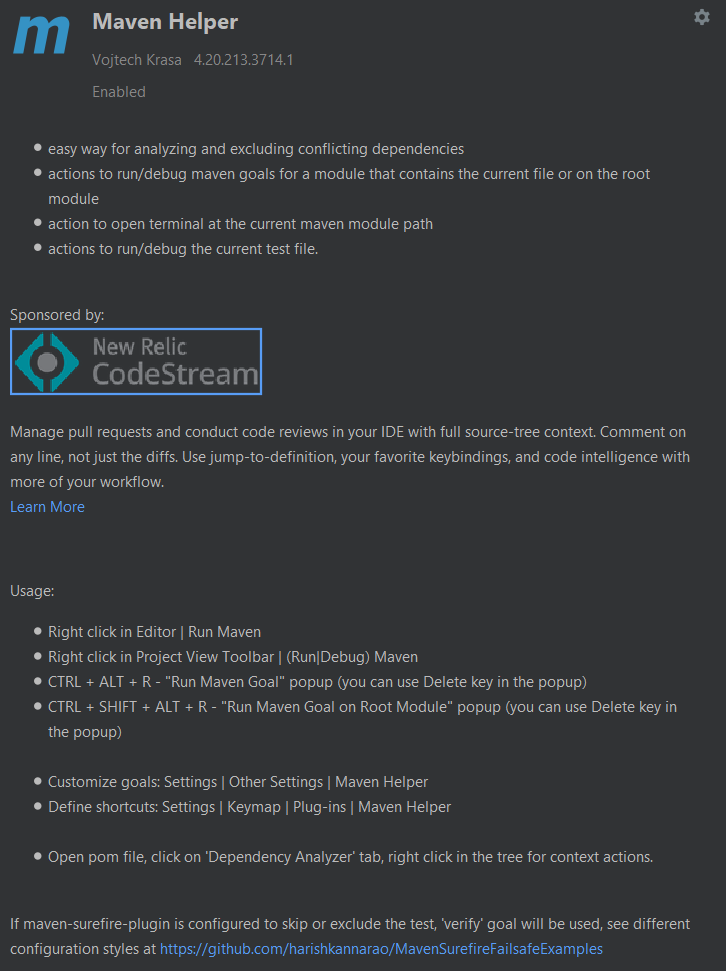 m
Maven Helper
Vojtech Krasa 4.20.213.3714.1
Enabled
easy way for analyzing and excluding conflicting dependencies
actions to run/debug maven goals for a module that contains the current file or on the root
module
action to open terminal at the current maven module path
actions to run/debug the current test file.
Sponsored by:
New Relic
CodeStream
Manage pull requests and conduct code reviews in your IDE with full source-tree context. Comment on
any line, not just the diffs. Use jump-to-definition, your favorite keybindings, and code intelligence with
more of your workflow.
Learn More
Usage:
Right click in Editor | Run Maven
Right click in Project View Toolbar | (Run|Debug) Maven
CTRL + ALT + R - "Run Maven Goal" popup (you can use Delete key in the popup)
CTRL + SHIFT + ALT + R - "Run Maven Goal on Root Module" popup (you can use Delete key in
the popup)
Customize goals: Settings | Other Settings | Maven Helper
Define shortcuts: Settings | Keymap | Plug-ins | Maven Helper
Open pom file, click on 'Dependency Analyzer' tab, right click in the tree for context actions.
If maven-surefire-plugin is configured to skip or exclude the test, 'verify' goal will be used, see different
configuration styles at https://github.com/harishkannarao/MavenSurefireFailsafeExamples